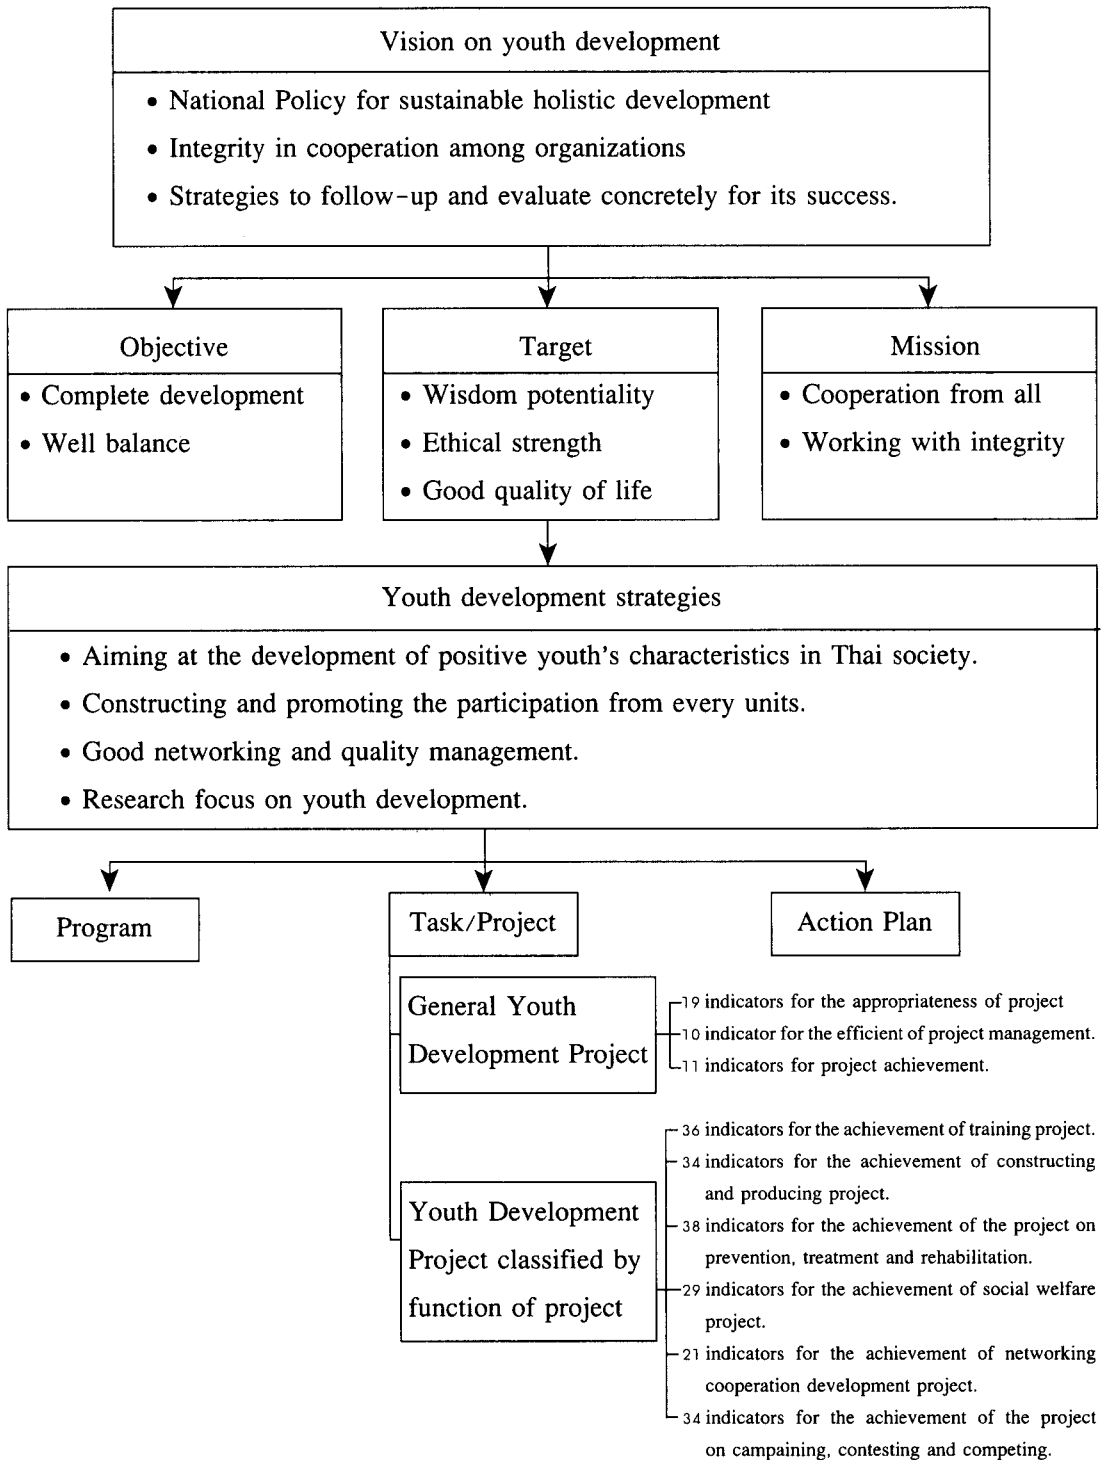 Vision on youth development
• National Policy for sustainable holistic development
• Integrity in cooperation among organizations
• Strategies to follow-up and evaluate concretely for its success.
Objective
• Complete development
• Well balance
Target
• Wisdom potentiality
• Ethical strength
• Good quality of life
Mission
• Cooperation from all
• Working with integrity
Youth development strategies
• Aiming at the development of positive youth's characteristics in Thai society.
• Constructing and promoting the participation from every units.
• Good networking and quality management.
• Research focus on youth development.
Program
Task/Project
Action Plan
General Youth
Development Project
19 indicators for the appropriateness of project
10 indicator for the efficient of project management.
11 indicators for project achievement.
Youth Development
Project classified by
function of project
36 indicators for the achievement of training project.
34 indicators for the achievement of constructing
and producing project.
38 indicators for the achievement of the project on
prevention, treatment and rehabilitation.
29 indicators for the achievement of social welfare
project.
21 indicators for the achievement of networking
cooperation development project.
34 indicators for the achievement of the project
on campaining, contesting and competing.